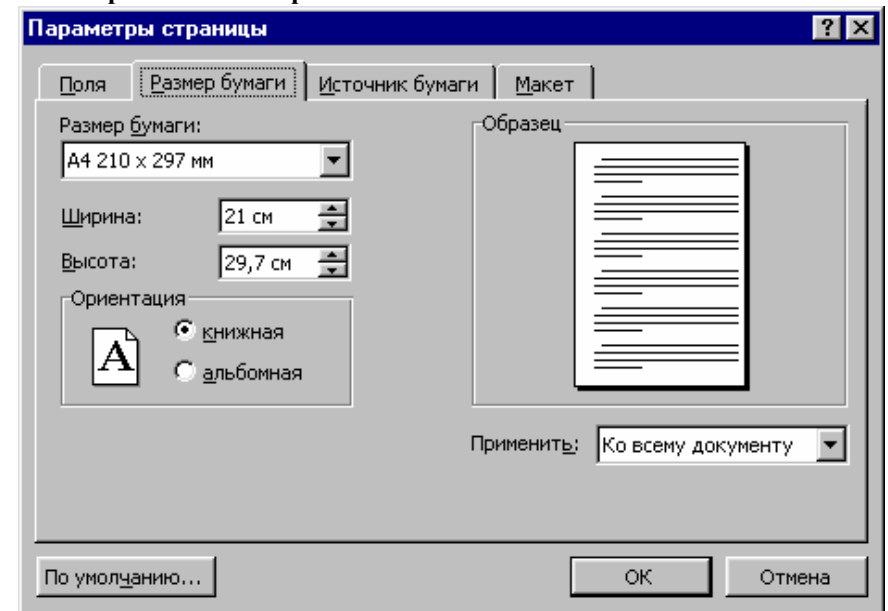 Параметры страницы
Поля
Размер бумаги
Источник бумаги
Макет
Размер бумаги:
A4 210 x 297 мм
Ширина:
21 см
Высота:
29,7 см
Ориентация
A
книжная
альбомная
Образец
Применить:
Ко всему документу
По умолчанию...
ОК
Отмена